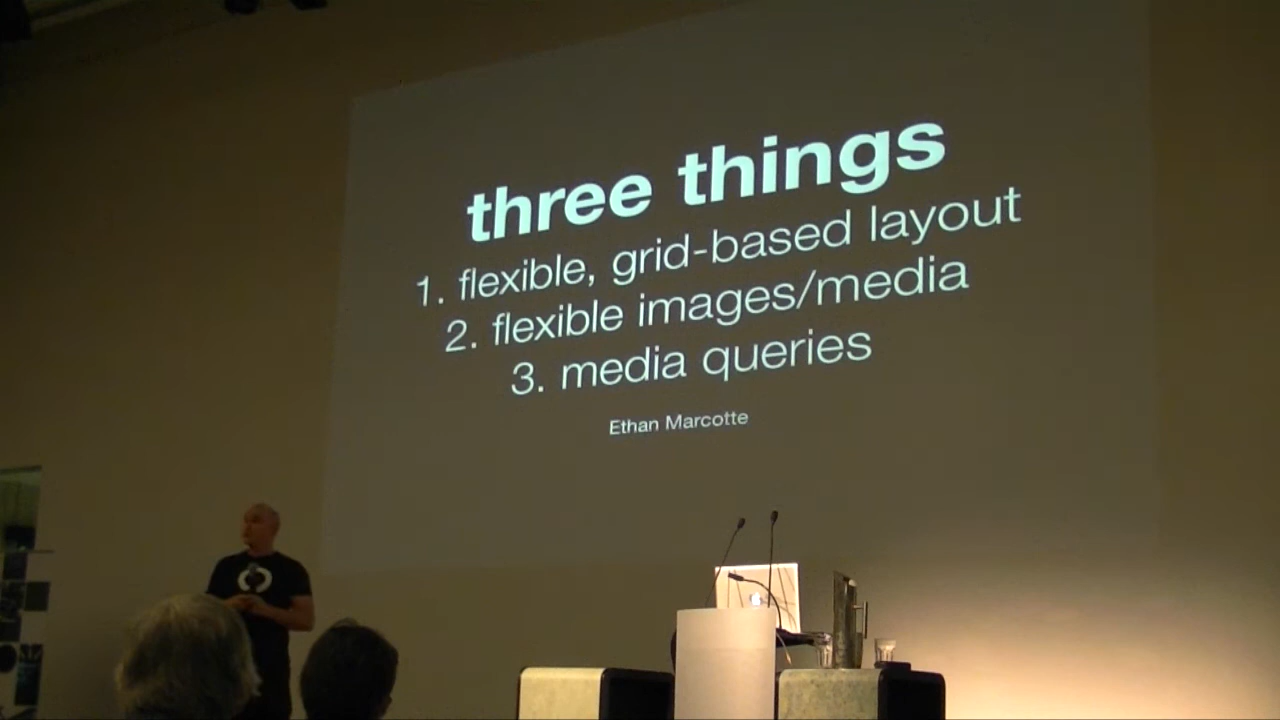 three things
1. flexible, grid-based layout
2. flexible images/media
3. media queries
Ethan Marcotte